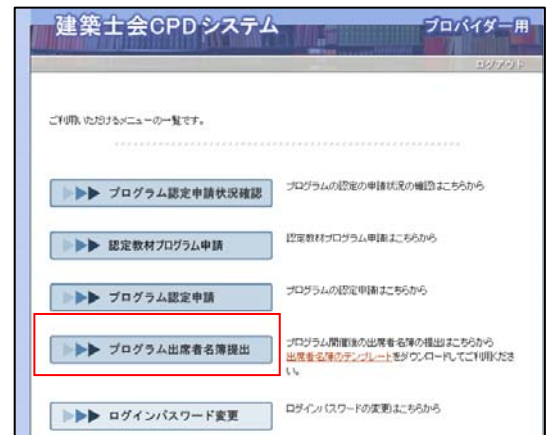 建築士会CPDシステム
プロバイダー用
ログアウト
ご利用いただけるメニューの一覧です。
プログラム認定申請状況確認
プログラムの認定の申請状況の確認はこちらから
認定教材プログラム申請
認定教材プログラム申請はこちらから
プログラム認定申請
プログラムの認定申請はこちらから
プログラム出席者名簿提出
プログラム開催後の出席者名簿の提出はこちらから
出席者名簿のテンプレートをダウンロードしてご利用くださ
い。
ログインパスワード変更
ログインパスワードの変更はこちらから